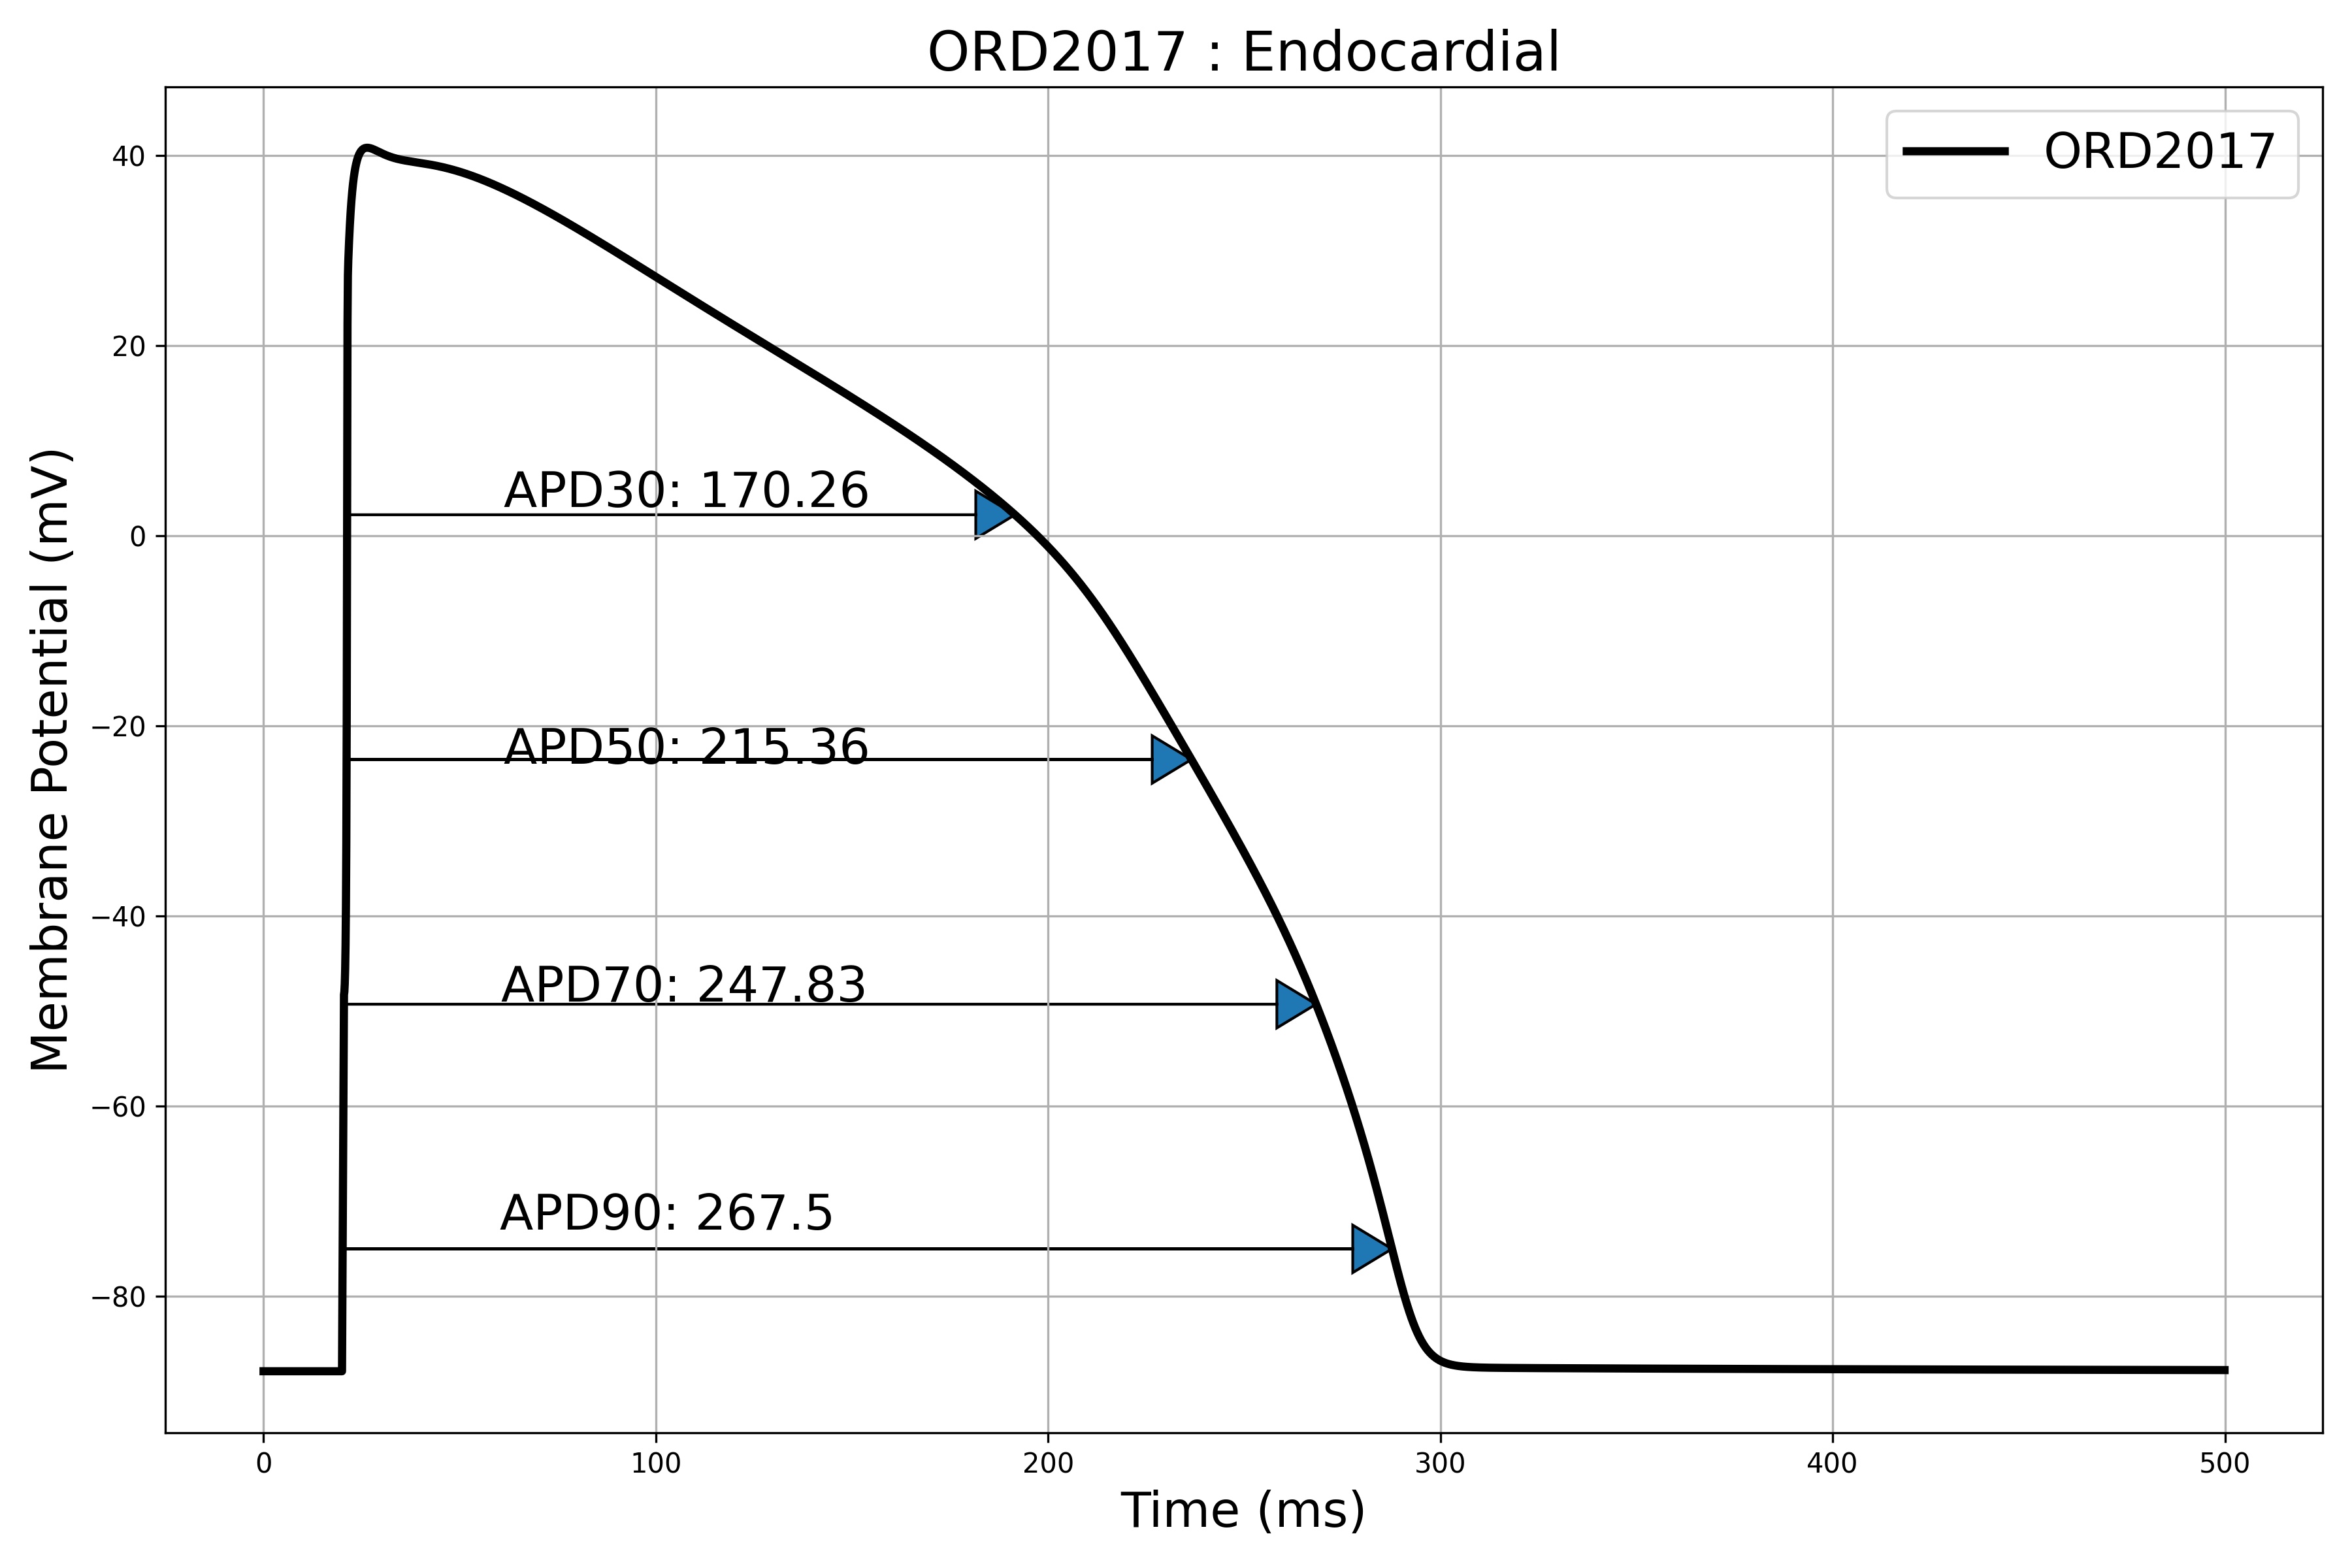 ORD2017 : Endocardial
ORD2017
Membrane Potential (mV)
40
20
0
−20
−40
−60
−80
APD30: 170.26
APD50: 215.36
APD70: 247.83
APD90: 267.5
0 100 200 300 400 500
Time (ms)